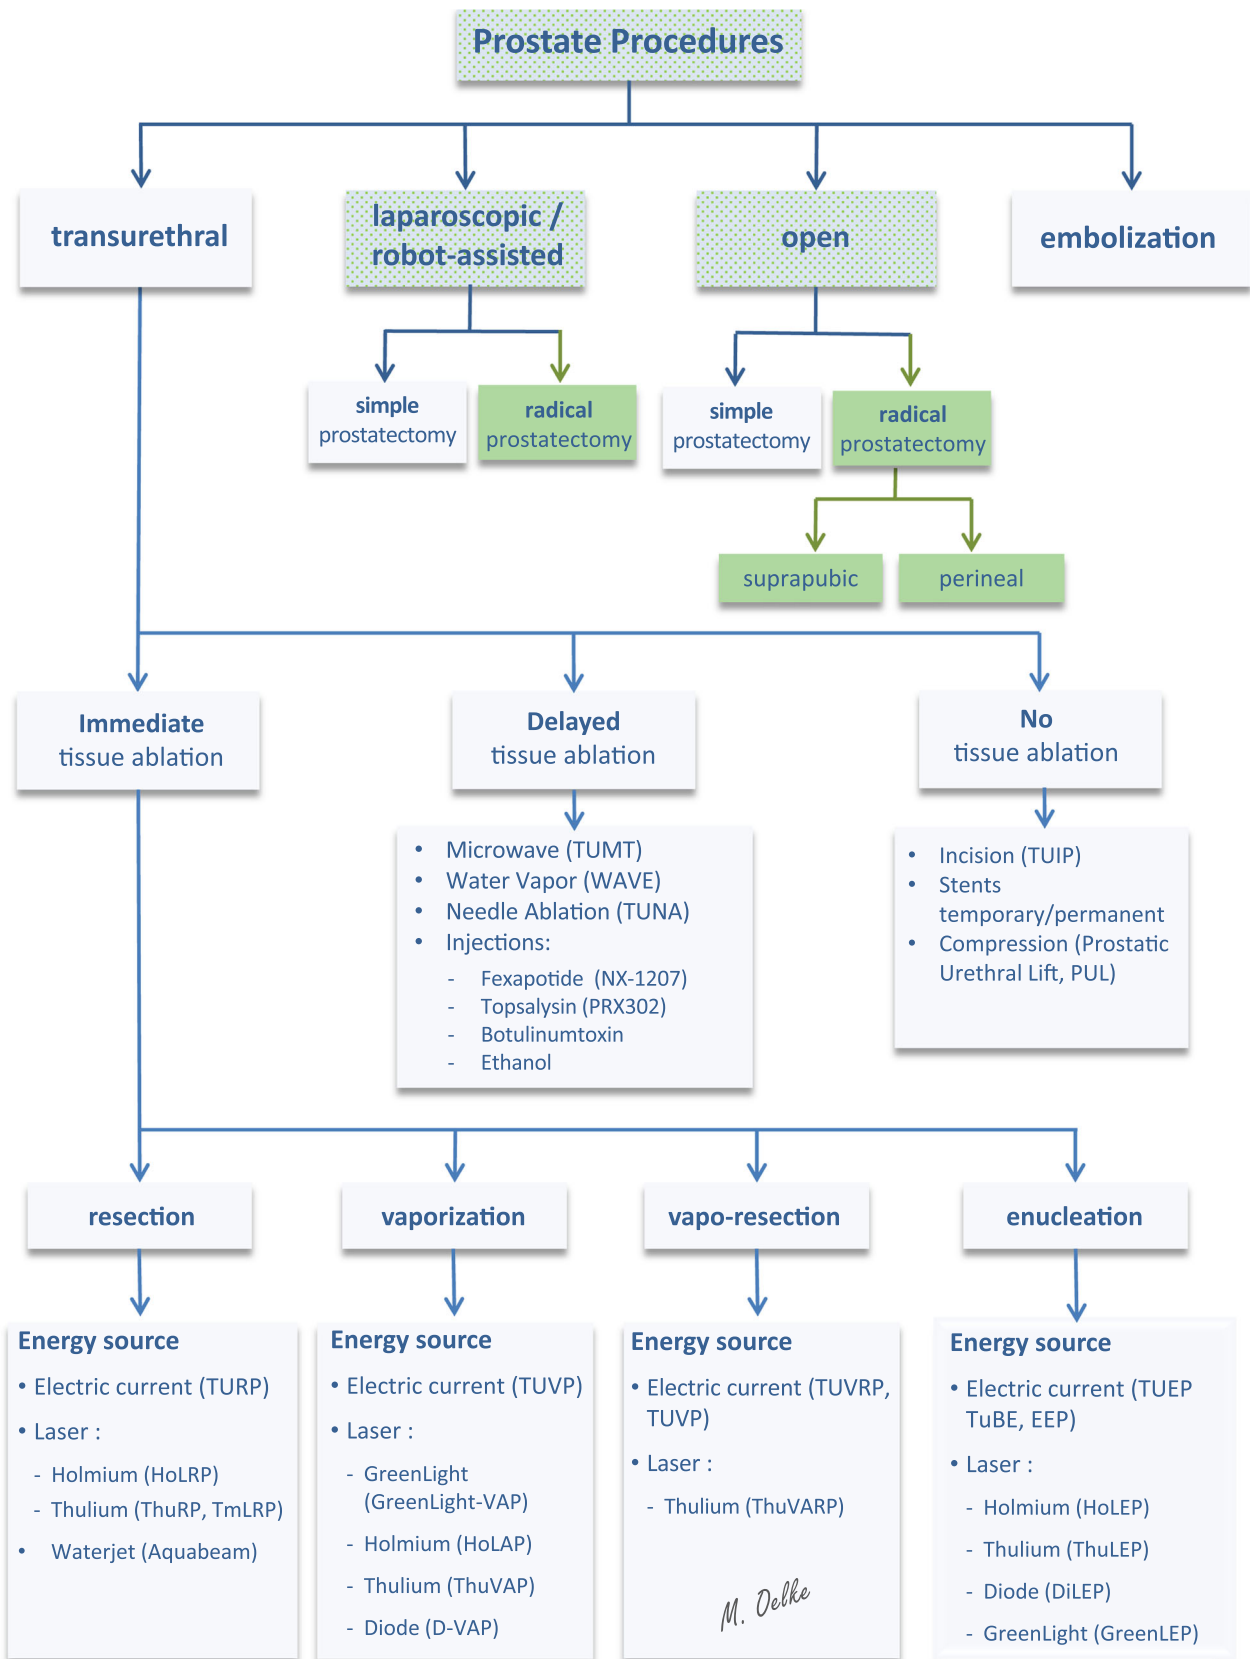 Prostate Procedures
transurethral
laparoscopic /
robot-assisted
open
embolization
simple
prostatectomy
radical
prostatectomy
simple
prostatectomy
radical
prostatectomy
suprapubic
perineal
Immediate
tissue ablation
Delayed
tissue ablation
No
tissue ablation
• Microwave (TUMT)
• Water Vapor (WAVE)
• Needle Ablation (TUNA)
• Injections:
- Fexapotide (NX-1207)
- Topsalysin (PRX302)
- Botulinumtoxin
- Ethanol
• Incision (TUIP)
• Stents
temporary/permanent
• Compression (Prostatic
Urethral Lift, PUL)
resection
vaporization
vapo-resection
enucleation
Energy source
• Electric current (TURP)
• Laser :
- Holmium (HoLRP)
- Thulium (ThuRP, TmLRP)
• Waterjet (Aquabeam)
Energy source
• Electric current (TUVP)
• Laser :
- GreenLight
(GreenLight-VAP)
- Holmium (HoLAP)
- Thulium (ThuVAP)
- Diode (D-VAP)
Energy source
• Electric current (TUVRP,
TUVP)
• Laser :
- Thulium (ThuVARP)
M. Oelke
Energy source
• Electric current (TUEP
TuBE, EEP)
• Laser :
- Holmium (HoLEP)
- Thulium (ThuLEP)
- Diode (DiLEP)
- GreenLight (GreenLEP)